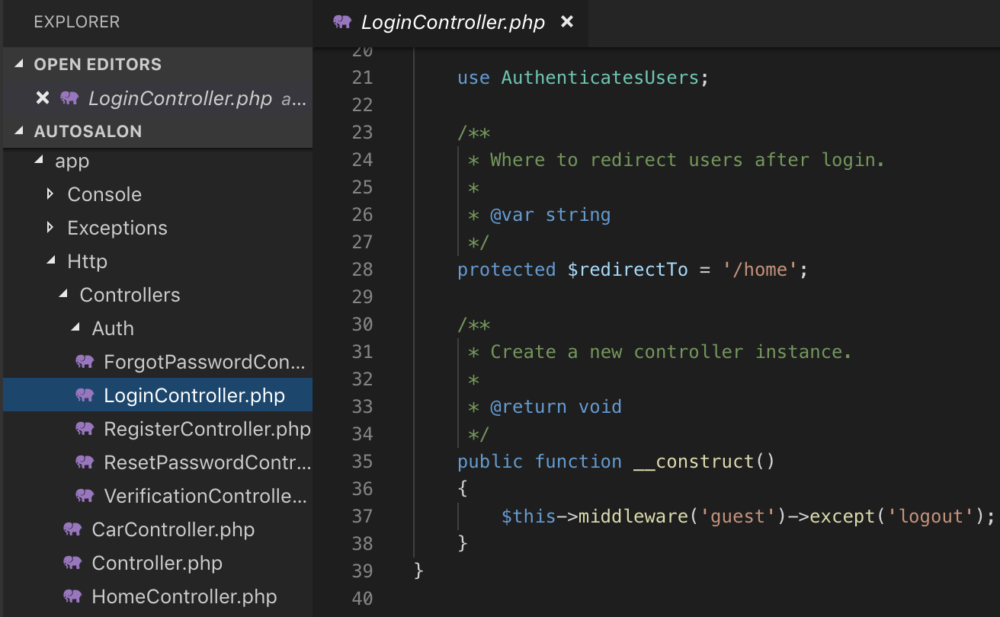 EXPLORER
OPEN EDITORS
LoginController.php a...
AUTOSALON
app
Console
Exceptions
Http
Controllers
Auth
ForgotPasswordCon...
LoginController.php
RegisterController.php
ResetPasswordContr...
VerificationControlle...
CarController.php
Controller.php
HomeController.php
LoginController.php
20
21 use AuthenticatesUsers;
22
23 /**
24 * Where to redirect users after login.
25 *
26 * @var string
27 */
28 protected $redirectTo = '/home';
29
30 /**
31 * Create a new controller instance.
32 *
33 * @return void
34 */
35 public function __construct()
36 {
37 $this->middleware('guest')->except('logout');
38 }
39 }
40